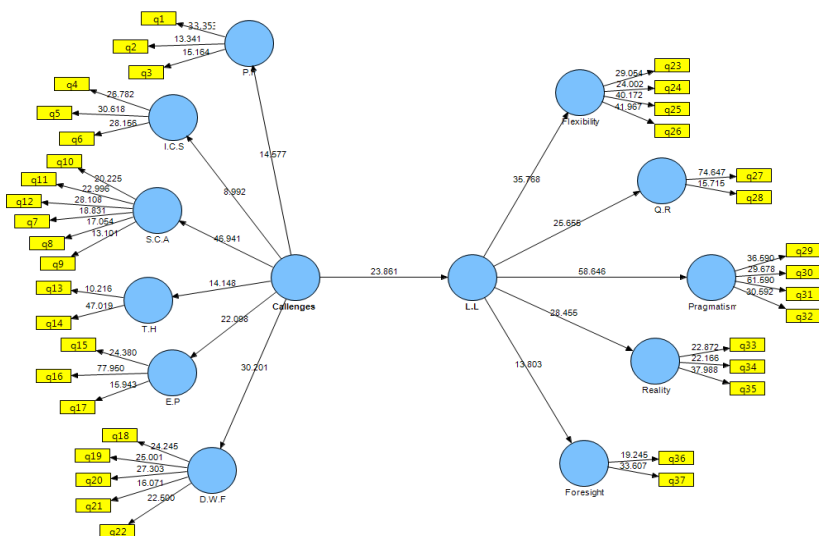 q1
33.353
q2
13.341
q3
15.164
q4
26.782
I.C.S
q5
30.618
q6
28.156
14.577
8.992
q10
20.225
q11
22.996
q12
28.108
q7
18.831
q8
17.054
q9
13.101
S.C.A
46.941
q13
10.216
q14
47.019
T.H
14.148
q15
24.380
q16
77.960
q17
15.943
E.P
22.098
q18
24.245
q19
25.001
q20
27.303
q21
16.071
q22
22.500
D.W.F
30.201
Callenges
23.861
L.L
35.768
Flexibility
29.054
q23
24.002
q24
40.172
q25
41.967
q26
25.655
Q.R
74.647
q27
16.715
q28
58.646
Pragmatism
36.590
q29
29.678
q30
61.590
q31
30.592
q32
28.455
Reality
22.872
q33
22.166
q34
37.988
q35
13.803
Foresight
19.245
q36
33.607
q37